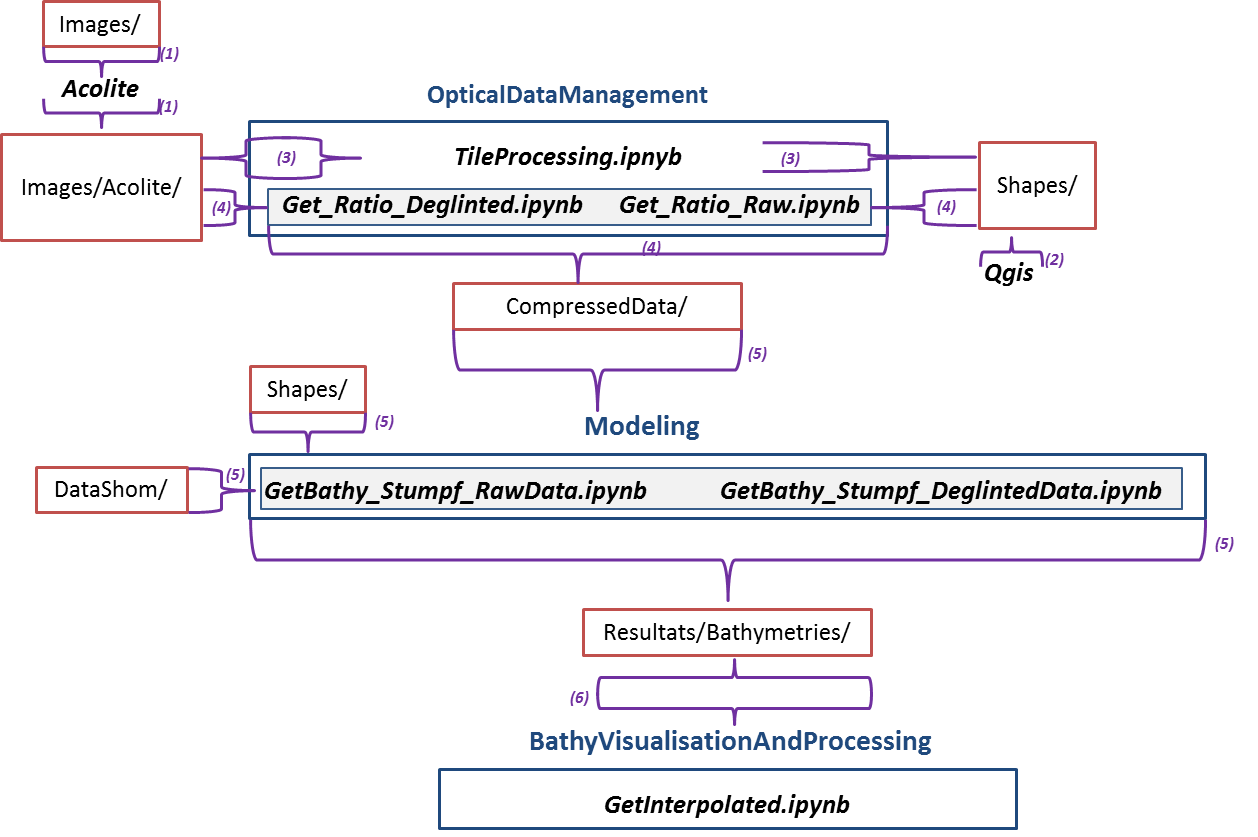 Images/
(1)
Acolite
(1)
OpticalDataManagement
Images/Acolite/
(3)
TileProcessing.ipnyb
(3)
Shapes/
(4)
Get_Ratio_Deglinted.ipynb Get_Ratio_Raw.ipynb
(4)
(4)
Qgis
(2)
CompressedData/
(5)
Shapes/
(5)
Modeling
DataShom/
(5)
GetBathy_Stumpf_RawData.ipynb GetBathy_Stumpf_DeglintedData.ipynb
(5)
Resultats/Bathymetries/
(6)
BathyVisualisationAndProcessing
GetInterpolated.ipynb